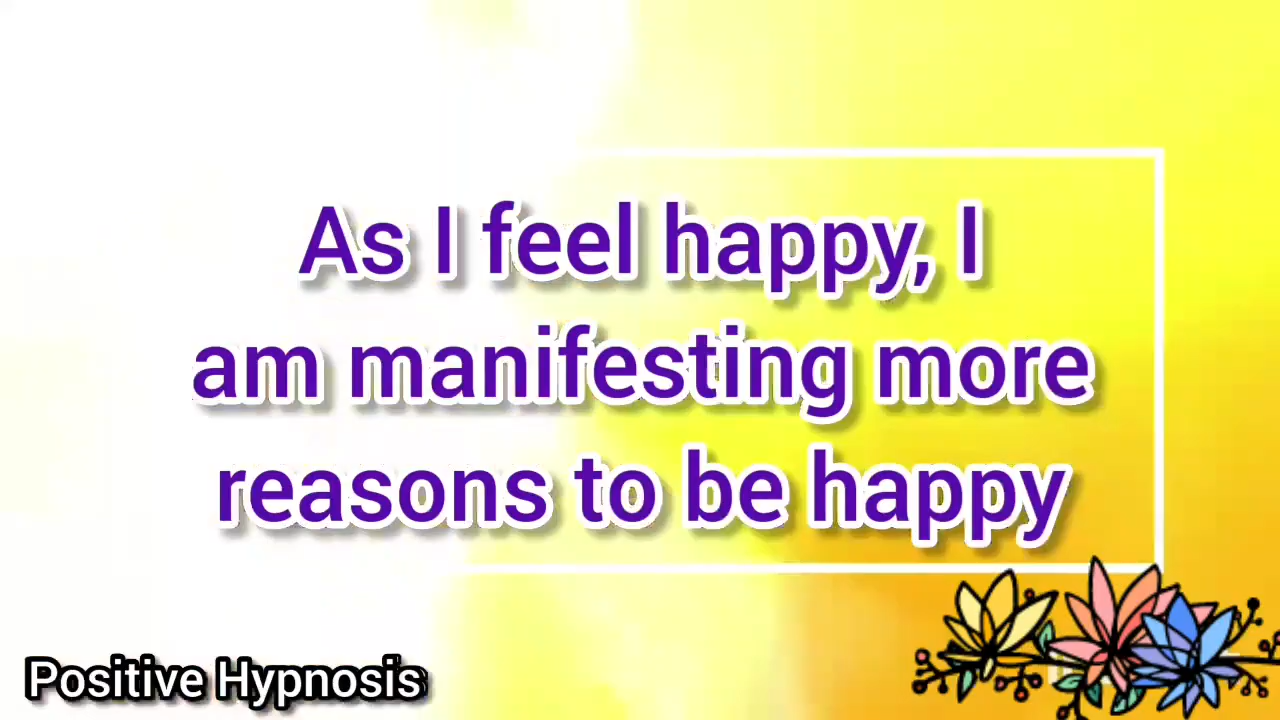 As I feel happy, I
am manifesting more
reasons to be happy
Positive Hypnosis